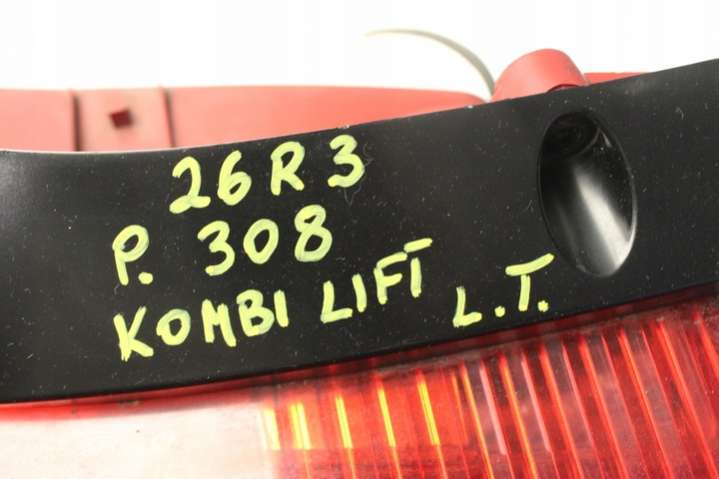 26R3
P. 308
KOMBI LIFT L.T.